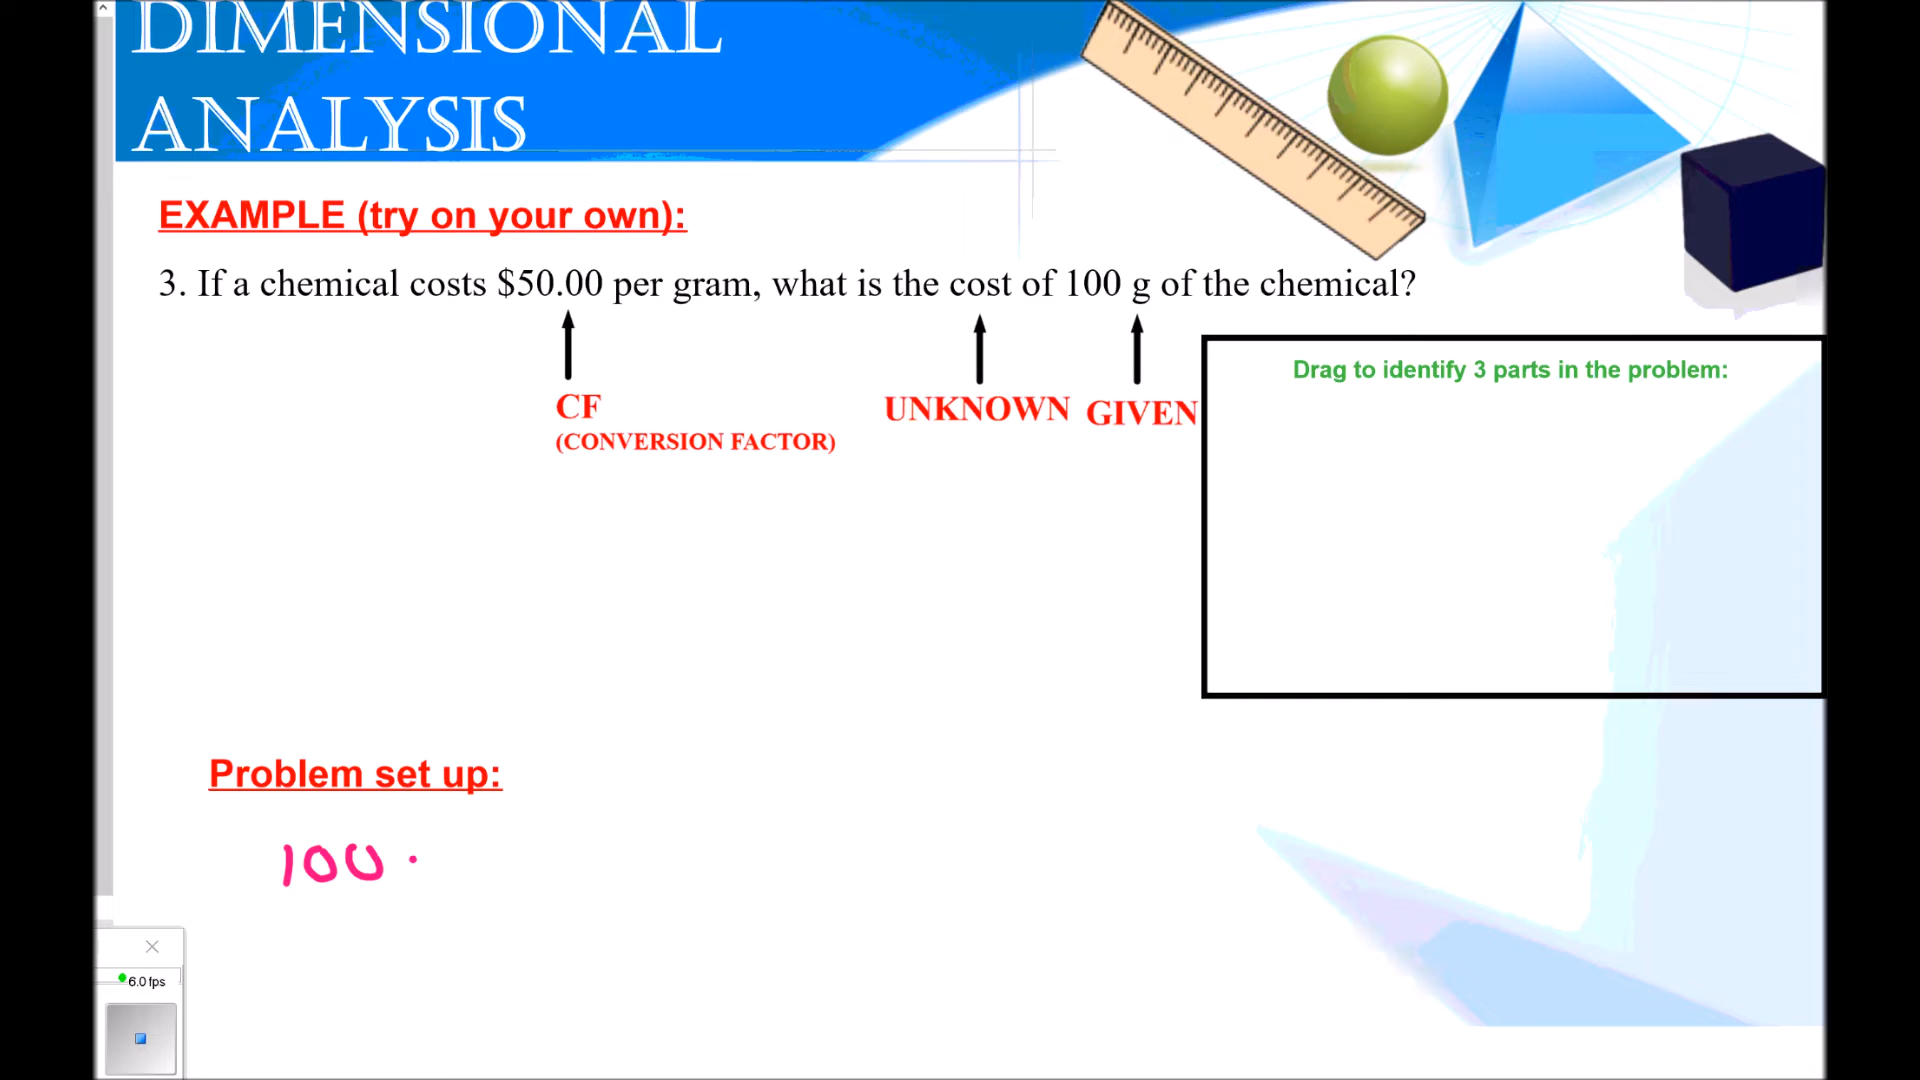 DIMENSIONAL
ANALYSIS
EXAMPLE (try on your own):
3. If a chemical costs $50.00 per gram, what is the cost of 100 g of the chemical?
CF
(CONVERSION FACTOR)
UNKNOWN
GIVEN
Drag to identify 3 parts in the problem:
Problem set up:
100
6.0 fps